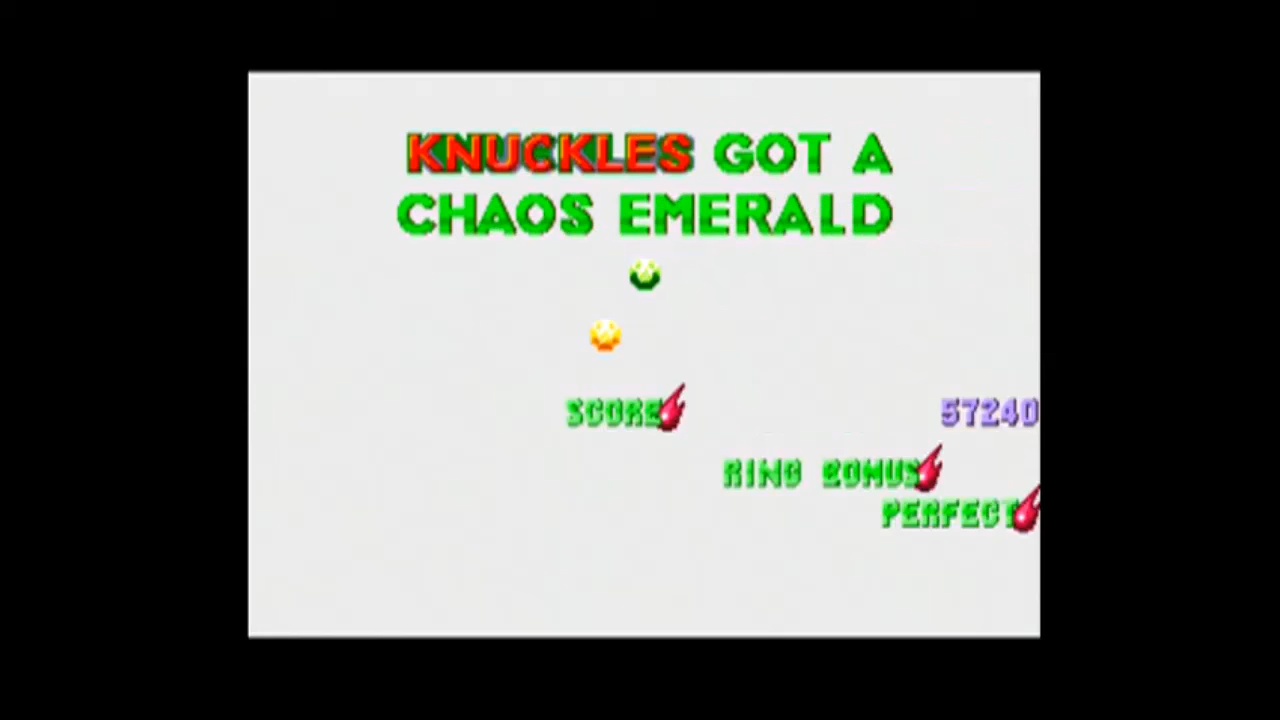 KNUCKLES GOT A
CHAOS EMERALD
SCORE 57240
RING BONUS
PERFECT